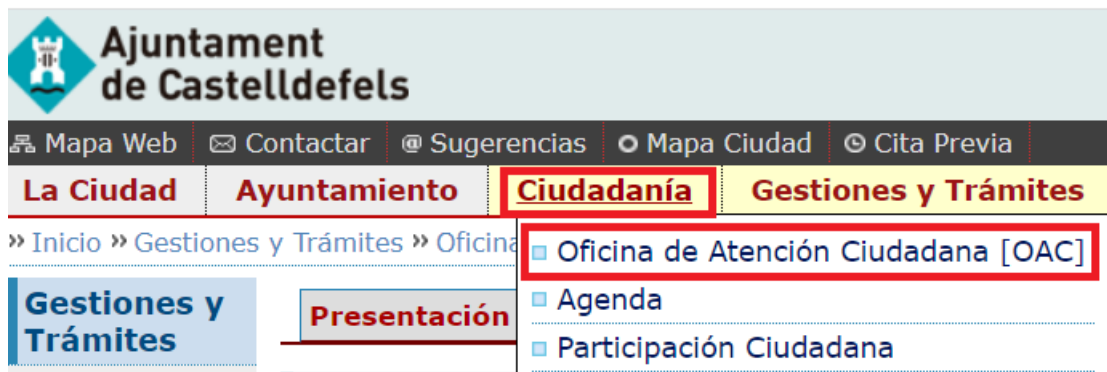 Ajuntament
de Castelldefels
Mapa Web Contactar @ Sugerencias Mapa Ciudad Cita Previa
La Ciudad Ayuntamiento Ciudadanía Gestiones y Trámites
» Inicio » Gestiones y Trámites » Oficina
Oficina de Atención Ciudadana [OAC]
Agenda
Participación Ciudadana
Gestiones y
Trámites
Presentación